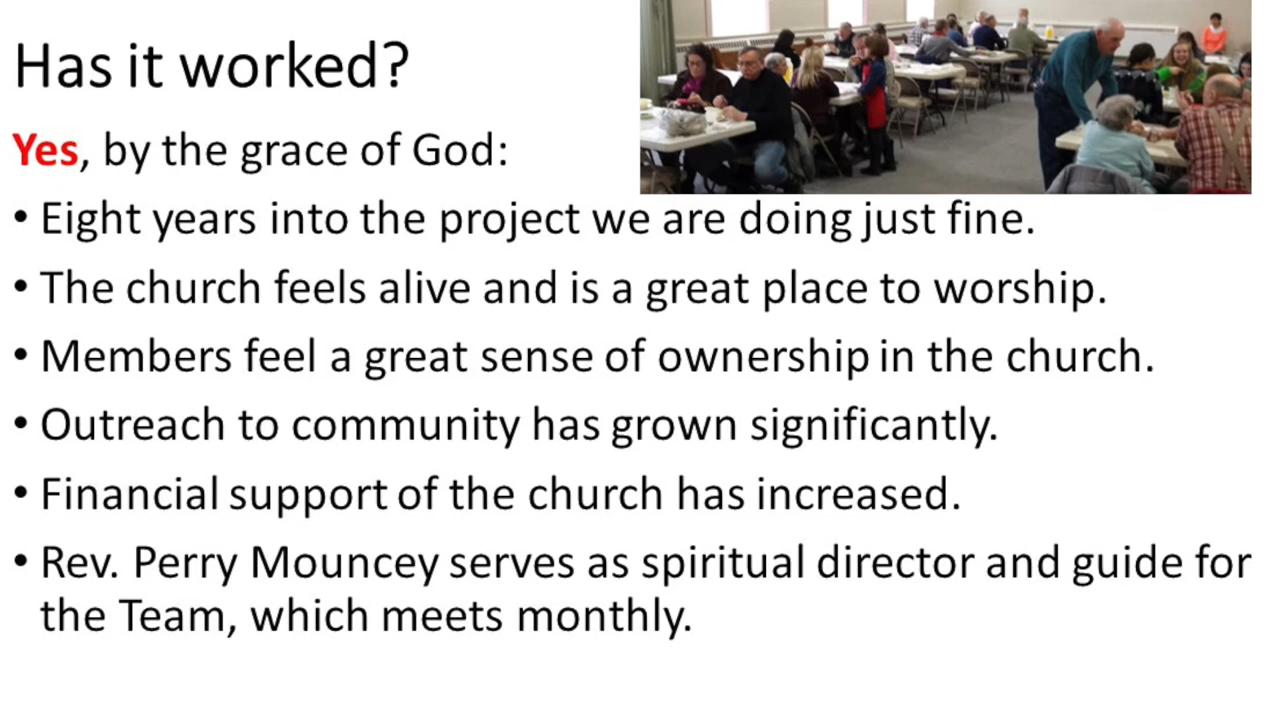 Has it worked?
Yes, by the grace of God:
• Eight years into the project we are doing just fine.
• The church feels alive and is a great place to worship.
• Members feel a great sense of ownership in the church.
• Outreach to community has grown significantly.
• Financial support of the church has increased.
• Rev. Perry Mouncey serves as spiritual director and guide for
the Team, which meets monthly.